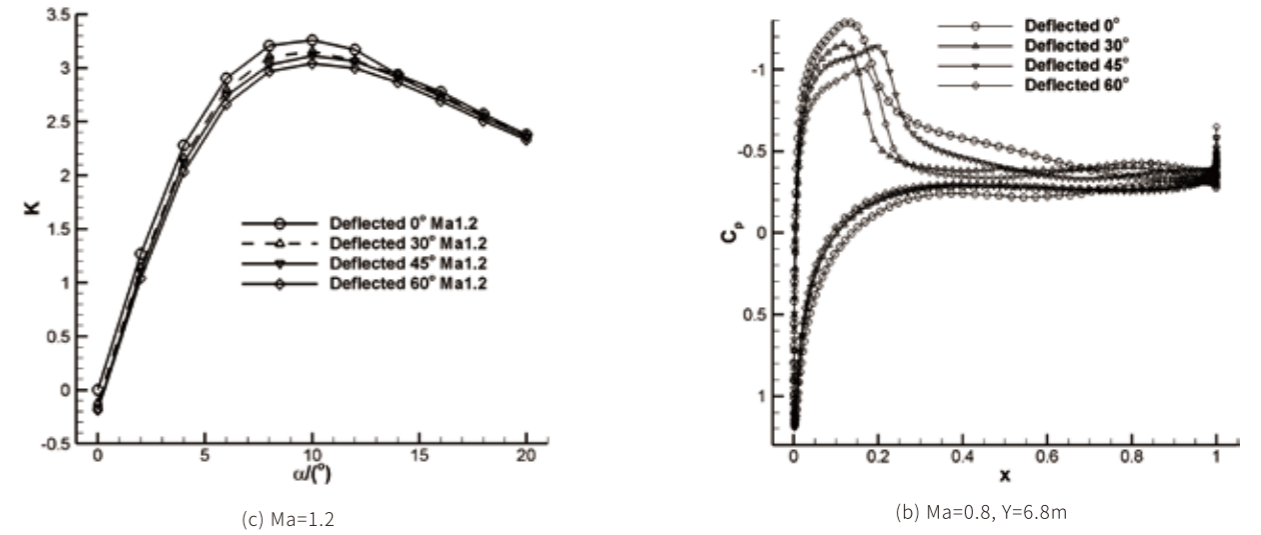 3.5
3
2.5
2
1.5
1
0.5
0
-0.5
K
Deflected 0° Ma1.2
Deflected 30° Ma1.2
Deflected 45° Ma1.2
Deflected 60° Ma1.2
0 5 10 15 20
α/(°)
(c) Ma=1.2
-1
-0.5
0
0.5
1
Cp
Deflected 0°
Deflected 30°
Deflected 45°
Deflected 60°
0 0.2 0.4 0.6 0.8 1
x
(b) Ma=0.8, Y=6.8m